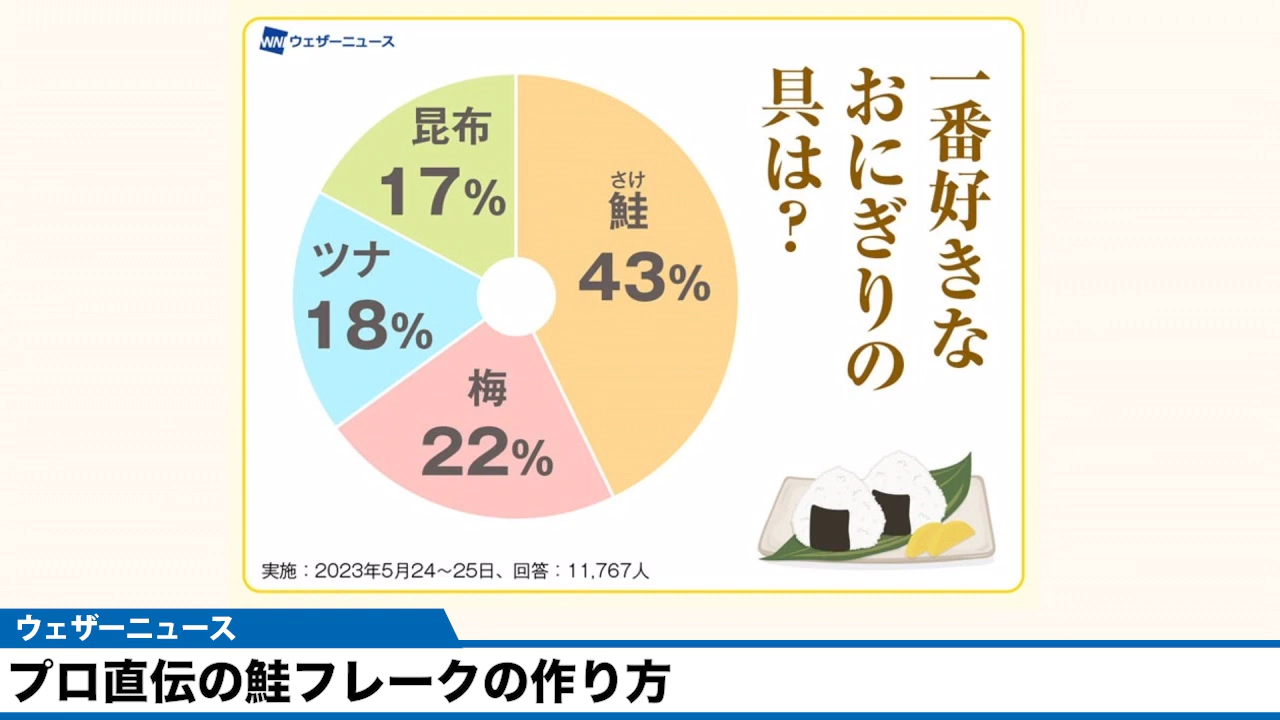 WNI ウェザーニュース
一番好きな
おにぎりの
具は？
昆布
17%
さけ
鮭
43%
ツナ
18%
梅
22%
実施：2023年5月24～25日、回答：11,767人
ウェザーニュース
プロ直伝の鮭フレークの作り方